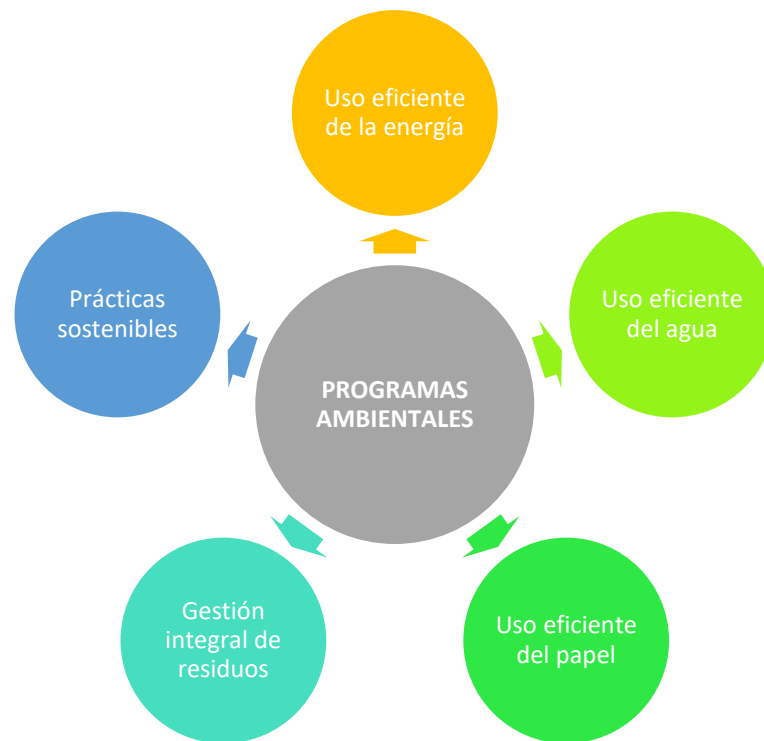 Uso eficiente
de la energía
Prácticas
sostenibles
Uso eficiente
del agua
PROGRAMAS
AMBIENTALES
Gestión
integral de
residuos
Uso eficiente
del papel